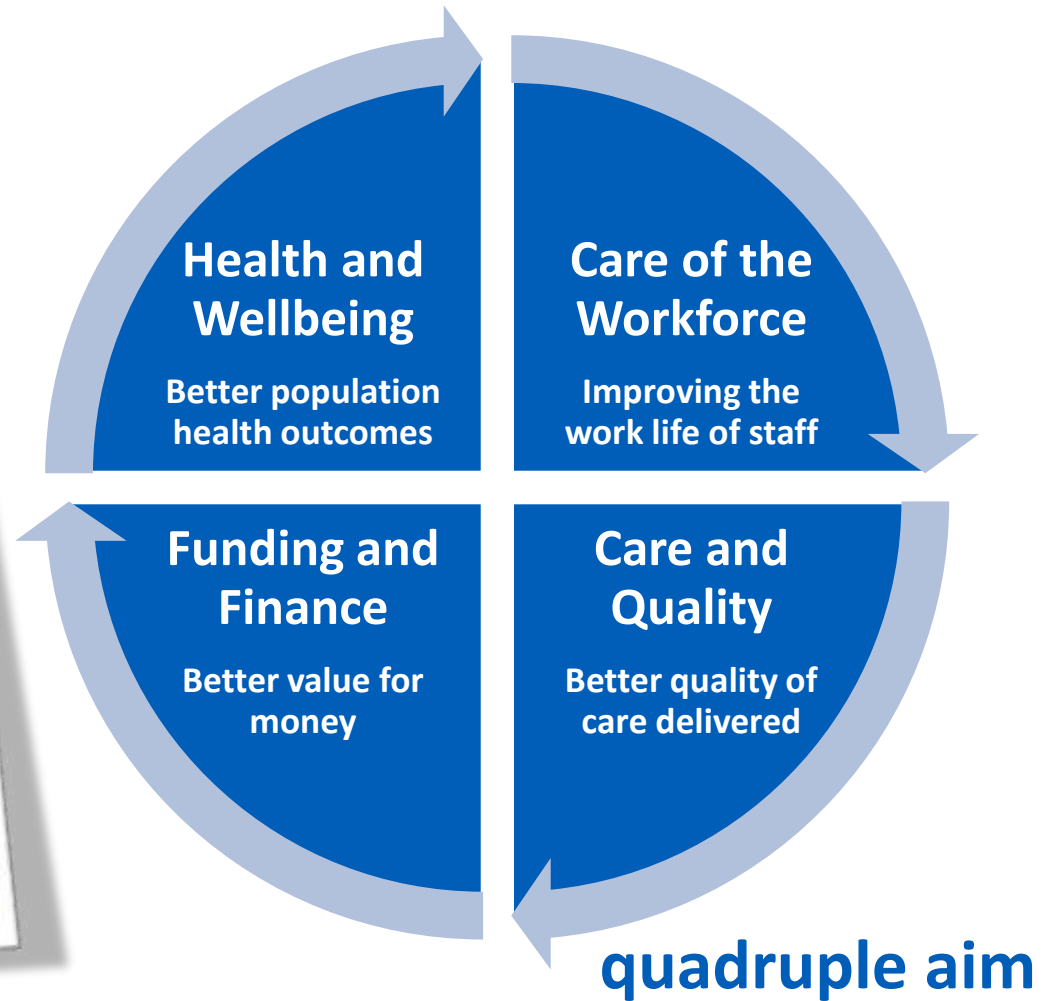 Health and
Wellbeing
Better population
health outcomes
Care of the
Workforce
Improving the
work life of staff
Funding and
Finance
Better value for
money
Care and
Quality
Better quality of
care delivered
quadruple aim